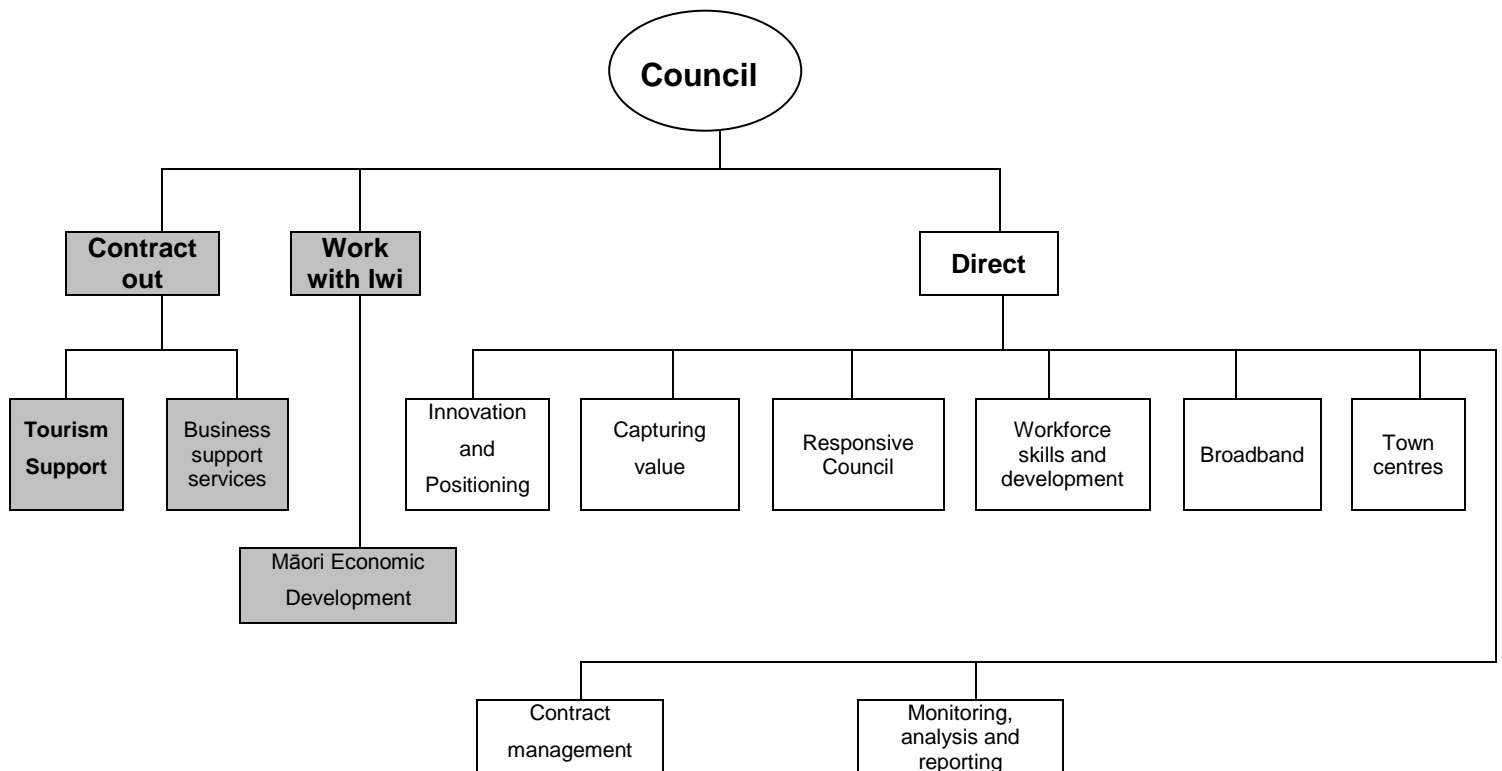 Council
Contract
out
Work
with Iwi
Direct
Tourism
Support
Business
support
services
Innovation
and
Positioning
Capturing
value
Responsive
Council
Workforce
skills and
development
Broadband
Town
centres
Māori Economic
Development
Contract
management
Monitoring,
analysis and
reporting